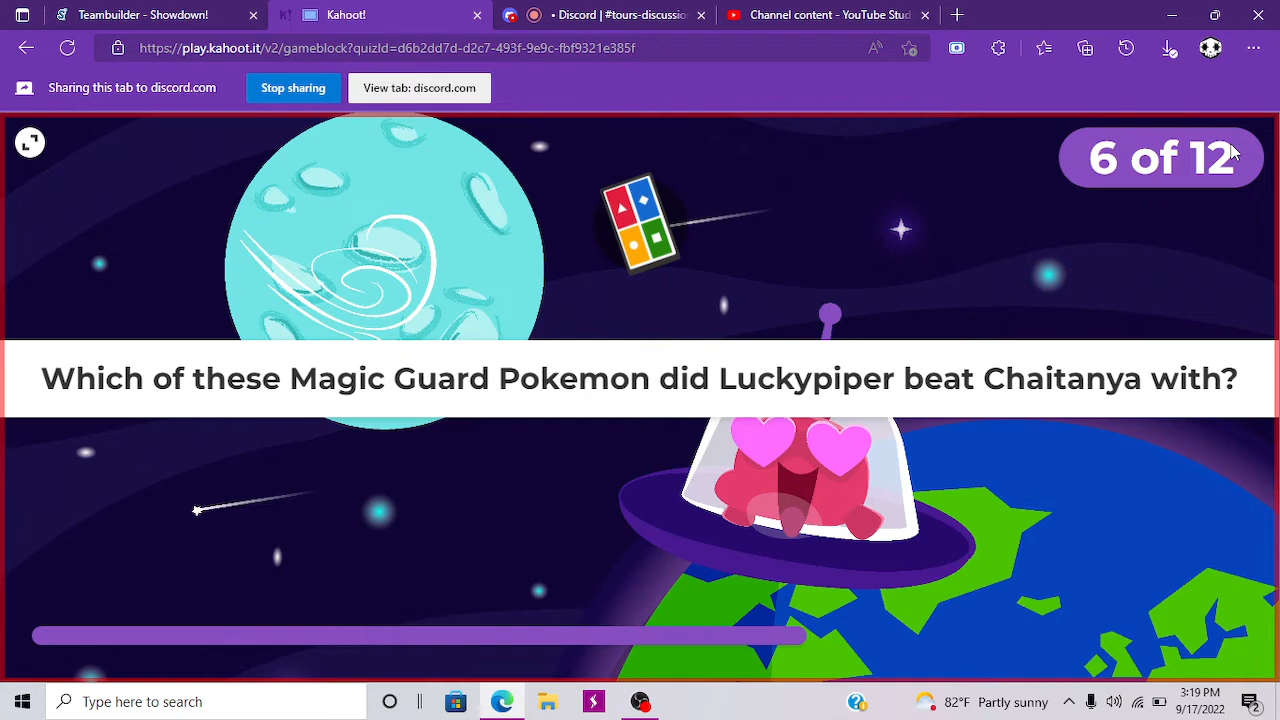 Teambuilder - Showdown!
K! Kahoot!
• Discord | #tours-discussion
Channel content - YouTube Stud
https://play.kahoot.it/v2/gameblock?quizId=d6b2dd7d-d2c7-493f-9e9c-fbf9321e385f
Sharing this tab to discord.com
Stop sharing
View tab: discord.com
6 of 12
Which of these Magic Guard Pokemon did Luckypiper beat Chaitanya with?
Type here to search
82°F Partly sunny
3:19 PM
9/17/2022
2